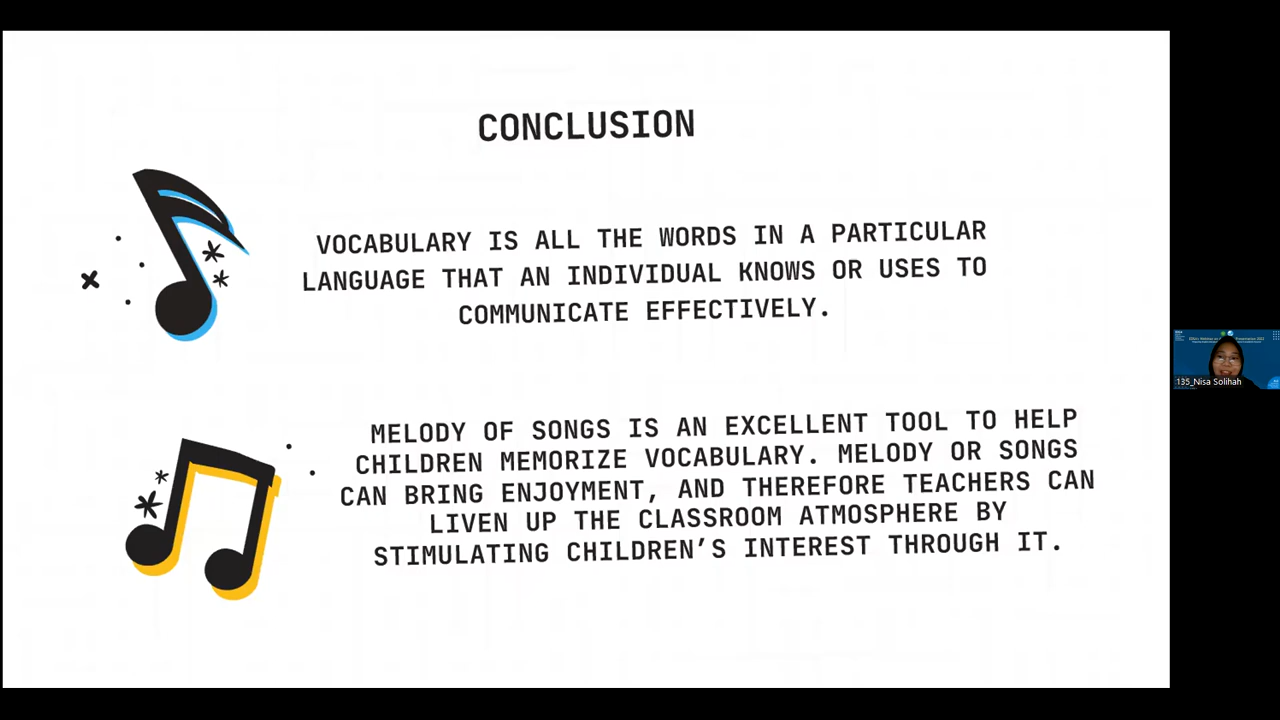 CONCLUSION
VOCABULARY IS ALL THE WORDS IN A PARTICULAR
LANGUAGE THAT AN INDIVIDUAL KNOWS OR USES TO
COMMUNICATE EFFECTIVELY.
MELODY OF SONGS IS AN EXCELLENT TOOL TO HELP
CHILDREN MEMORIZE VOCABULARY. MELODY OR SONGS
CAN BRING ENJOYMENT, AND THEREFORE TEACHERS CAN
LIVEN UP THE CLASSROOM ATMOSPHERE BY
STIMULATING CHILDREN’S INTEREST THROUGH IT.
135_Nisa Solihah